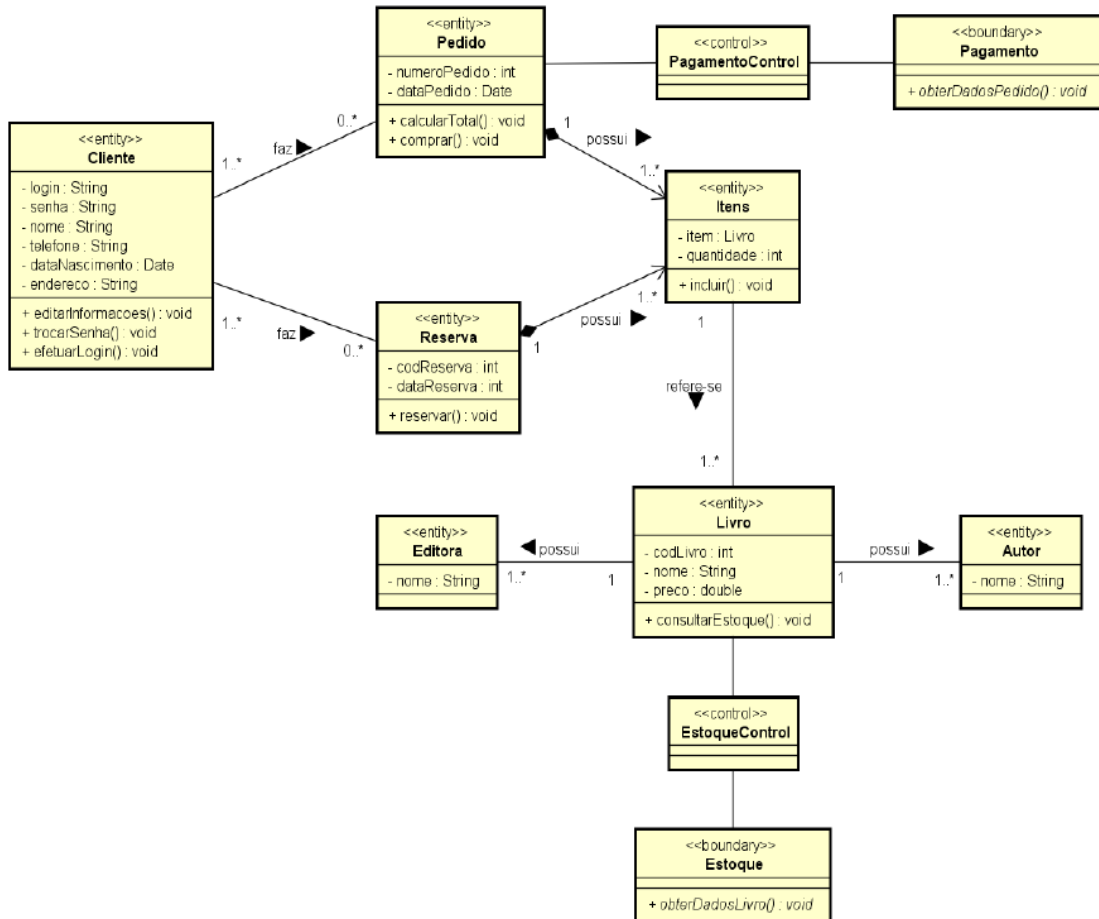 <<entity>>
Pedido
- numeroPedido : int
- dataPedido : Date
+ calcularTotal() : void
+ comprar() : void
<<control>>
PagamentoControl
<<boundary>>
Pagamento
+ obterDadosPedido() : void
<<entity>>
Cliente
- login : String
- senha : String
- nome : String
- telefone : String
- dataNascimento : Date
- endereco : String
+ editarInformacoes() : void
+ trocarSenha() : void
+ efetuarLogin() : void
1..*
faz
0..*
1
possui
1..*
<<entity>>
Itens
- item : Livro
- quantidade : int
+ incluir() : void
1..*
faz
0..*
<<entity>>
Reserva
- codReserva : int
- dataReserva : int
+ reservar() : void
1
possui
1..*
1
refere-se
1..*
<<entity>>
Editora
- nome : String
possui
1..*
1
<<entity>>
Livro
- codLivro : int
- nome : String
- preco : double
+ consultarEstoque() : void
possui
1
1..*
<<entity>>
Autor
- nome : String
<<control>>
EstoqueControl
<<boundary>>
Estoque
+ obterDadosLivro() : void